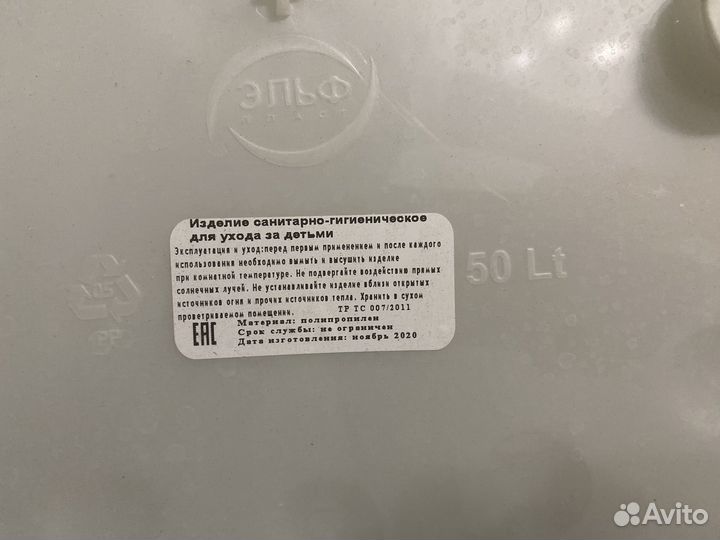 ЭЛЬФ
ПЛАСТ
Изделие санитарно-гигиеническое
для ухода за детьми
Эксплуатация и уход:перед первым применением и после каждого
использования необходимо вымыть и высушить изделие
при комнатной температуре. Не подвергайте воздействию прямых
солнечных лучей. Не устанавливайте изделие вблизи открытых
источников огня и прочих источников тепла. Хранить в сухом
проветриваемом помещении. ТР ТС 007/2011
EAC Материал: полипропилен
Срок службы: не ограничен
Дата изготовления: ноябрь 2020
50 Lt
PP
Avito